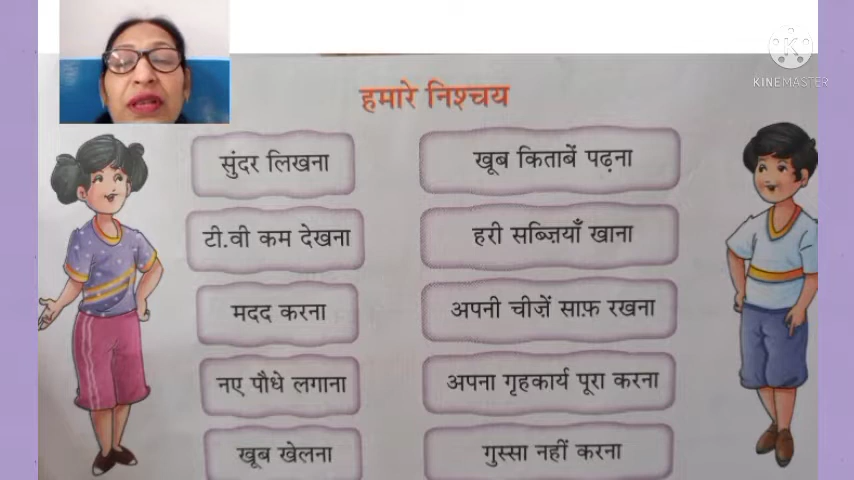 KINEMASTER
हमारे निश्चय
सुंदर लिखना
खूब किताबें पढ़ना
टी.वी कम देखना
हरी सब्ज़ियाँ खाना
मदद करना
अपनी चीज़ें साफ़ रखना
नए पौधे लगाना
अपना गृहकार्य पूरा करना
खूब खेलना
गुस्सा नहीं करना